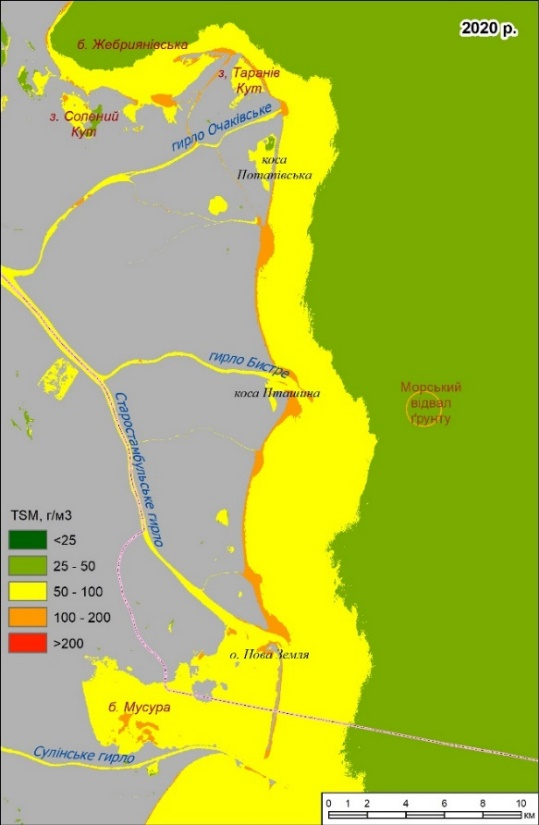 2020 р.
б. Жебриянівська
з, Таранів
Кут
з. Солений
Кут
гирло Очаківське
коса
Потапівська
гирло Бистре
коса Пташина
Морський
відвал
ґрунту
Старостамбульське гирло
TSM, г/м3
<25
25 - 50
50 - 100
100 - 200
>200
о. Нова Земля
б. Мусура
Сулінське гирло
0 1 2 4 6 8 10
км